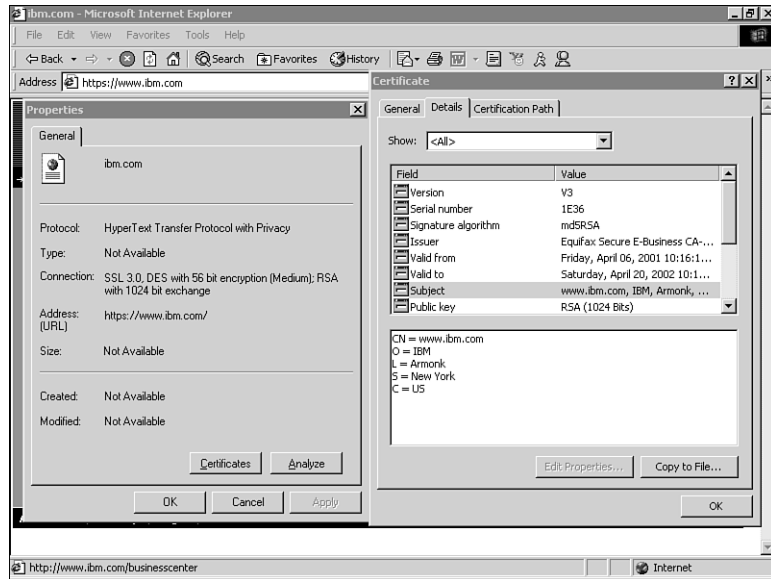 ibm.com - Microsoft Internet Explorer
File Edit View Favorites Tools Help
Back Search Favorites History
Address https://www.ibm.com
Properties
General
ibm.com
Protocol: HyperText Transfer Protocol with Privacy
Type: Not Available
Connection: SSL 3.0, DES with 56 bit encryption (Medium); RSA
with 1024 bit exchange
Address: https://www.ibm.com/
(URL)
Size: Not Available
Created: Not Available
Modified: Not Available
Certificates Analyze
OK Cancel Apply
Certificate
General Details Certification Path
Show: <All>
Field Value
Version V3
Serial number 1E36
Signature algorithm md5RSA
Issuer Equifax Secure E-Business CA-...
Valid from Friday, April 06, 2001 10:16:1...
Valid to Saturday, April 20, 2002 10:1...
Subject www.ibm.com, IBM, Armonk, ...
Public key RSA (1024 Bits)
CN = www.ibm.com
O = IBM
L = Armonk
S = New York
C = US
Edit Properties... Copy to File...
OK
http://www.ibm.com/businesscenter Internet